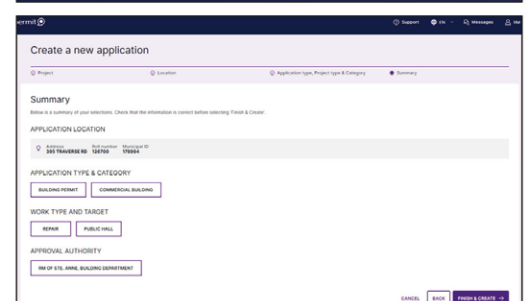 ermit
Support EN Messages
Create a new application
Project Location Application type, Project type & Category Summary
Summary
Below is a summary of your selections. Check that the information is correct before selecting Finish & Create.
APPLICATION LOCATION
Address Roll number Municipal ID
395 TRAVERSE RD 126700
APPLICATION TYPE & CATEGORY
BUILDING PERMIT COMMERCIAL BUILDING
WORK TYPE AND TARGET
REPAIR PUBLIC HALL
APPROVAL AUTHORITY
RM OF STE. ANNE, BUILDING DEPARTMENT
CANCEL BACK FINISH & CREATE →